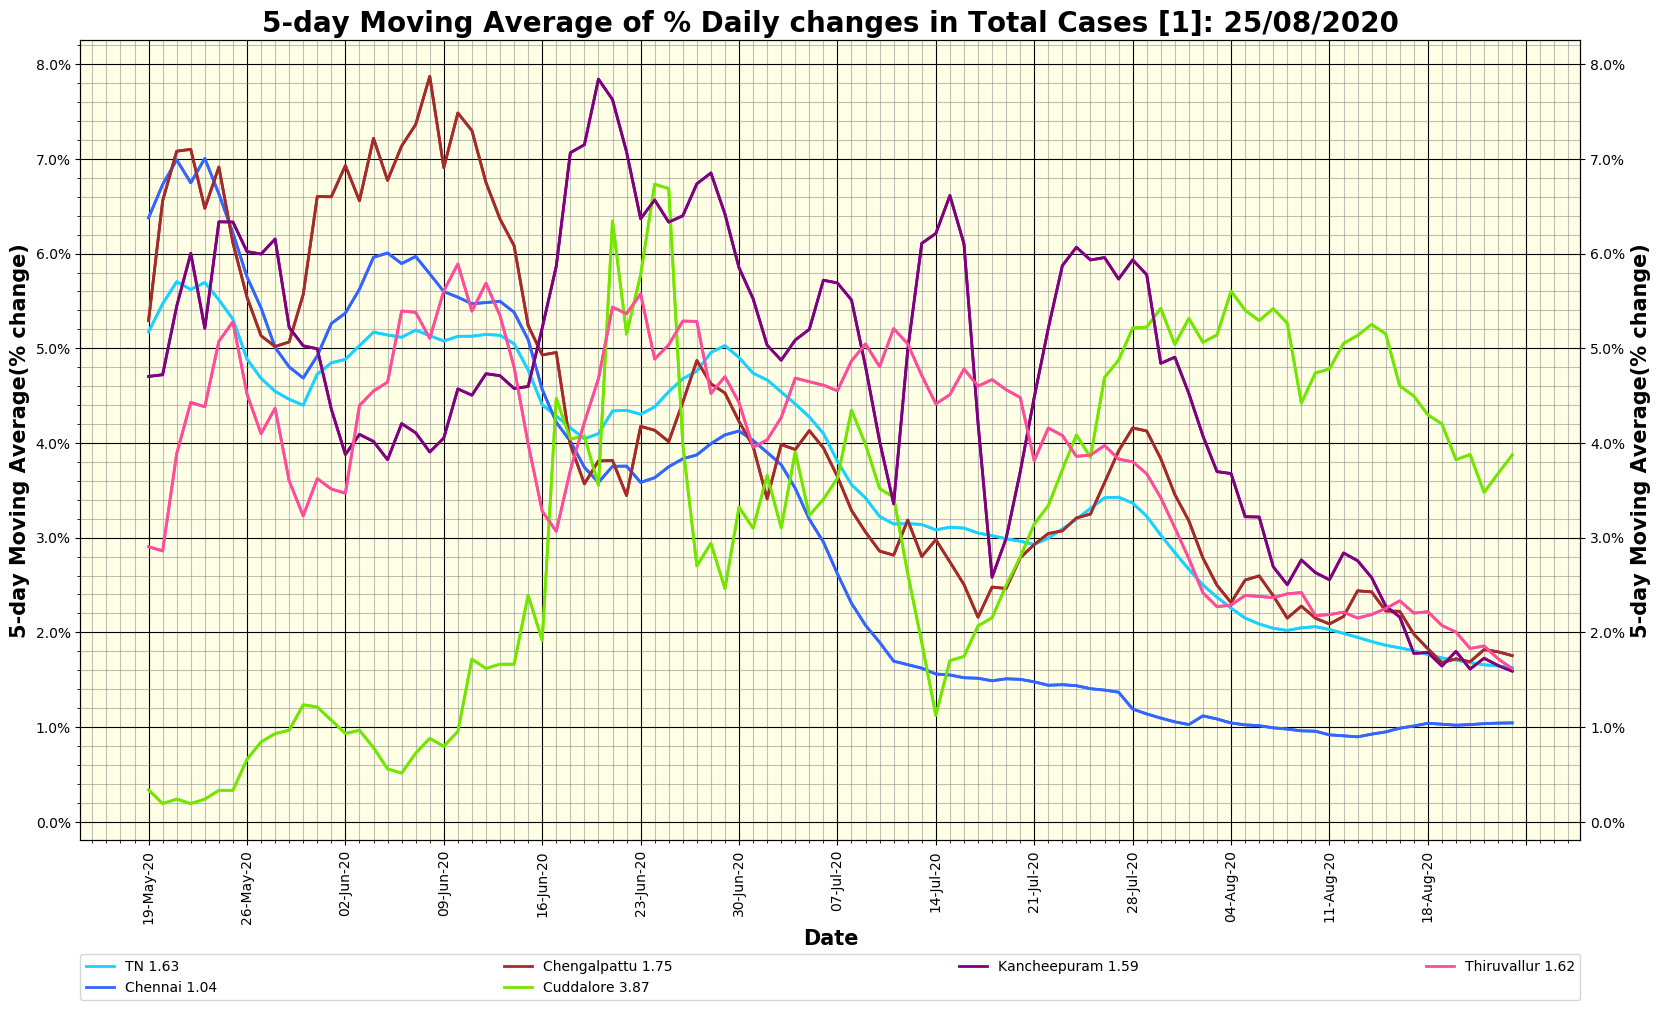 5-day Moving Average of % Daily changes in Total Cases [1]: 25/08/2020
5-day Moving Average(% change)
8.0%
7.0%
6.0%
5.0%
4.0%
3.0%
2.0%
1.0%
0.0%
8.0%
7.0%
6.0%
5.0%
4.0%
3.0%
2.0%
1.0%
0.0%
5-day Moving Average(% change)
19-May-20
26-May-20
02-Jun-20
09-Jun-20
16-Jun-20
23-Jun-20
30-Jun-20
07-Jul-20
14-Jul-20
21-Jul-20
28-Jul-20
04-Aug-20
11-Aug-20
18-Aug-20
Date
TN 1.63
Chennai 1.04
Chengalpattu 1.75
Cuddalore 3.87
Kancheepuram 1.59
Thiruvallur 1.62